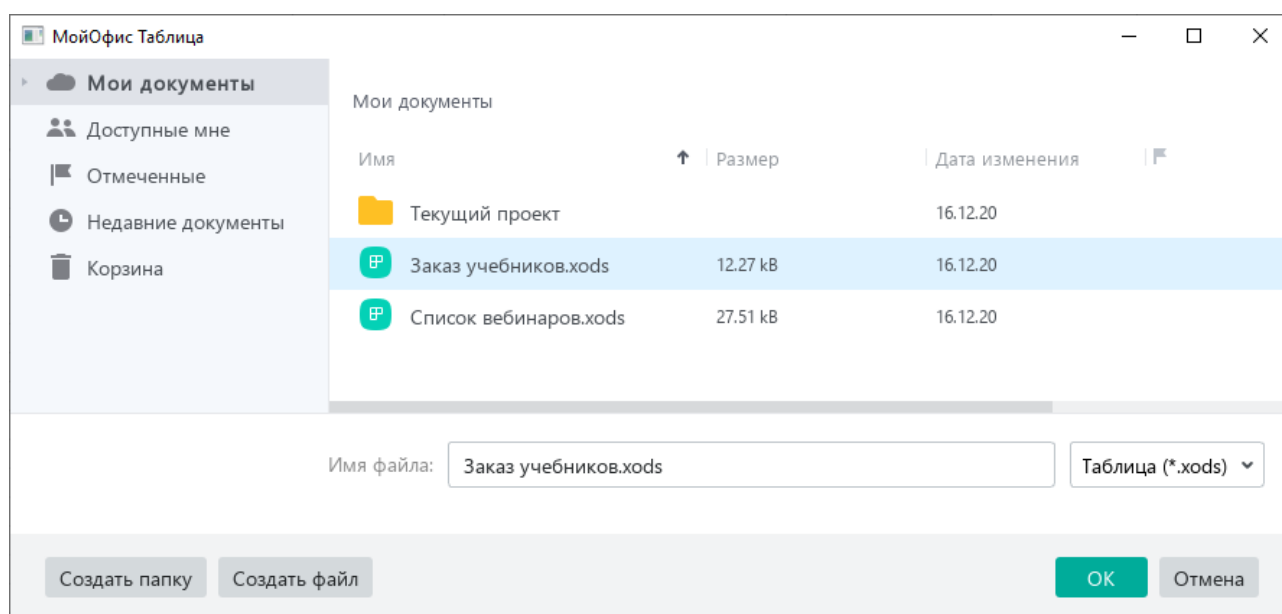 МойОфис Таблица
Мои документы
Доступные мне
Отмеченные
Недавние документы
Корзина
Мои документы
Имя Размер Дата изменения
Текущий проект 16.12.20
Заказ учебников.xods 12.27 kB 16.12.20
Список вебинаров.xods 27.51 kB 16.12.20
Имя файла: Заказ учебников.xods Таблица (*.xods)
Создать папку Создать файл ОК Отмена